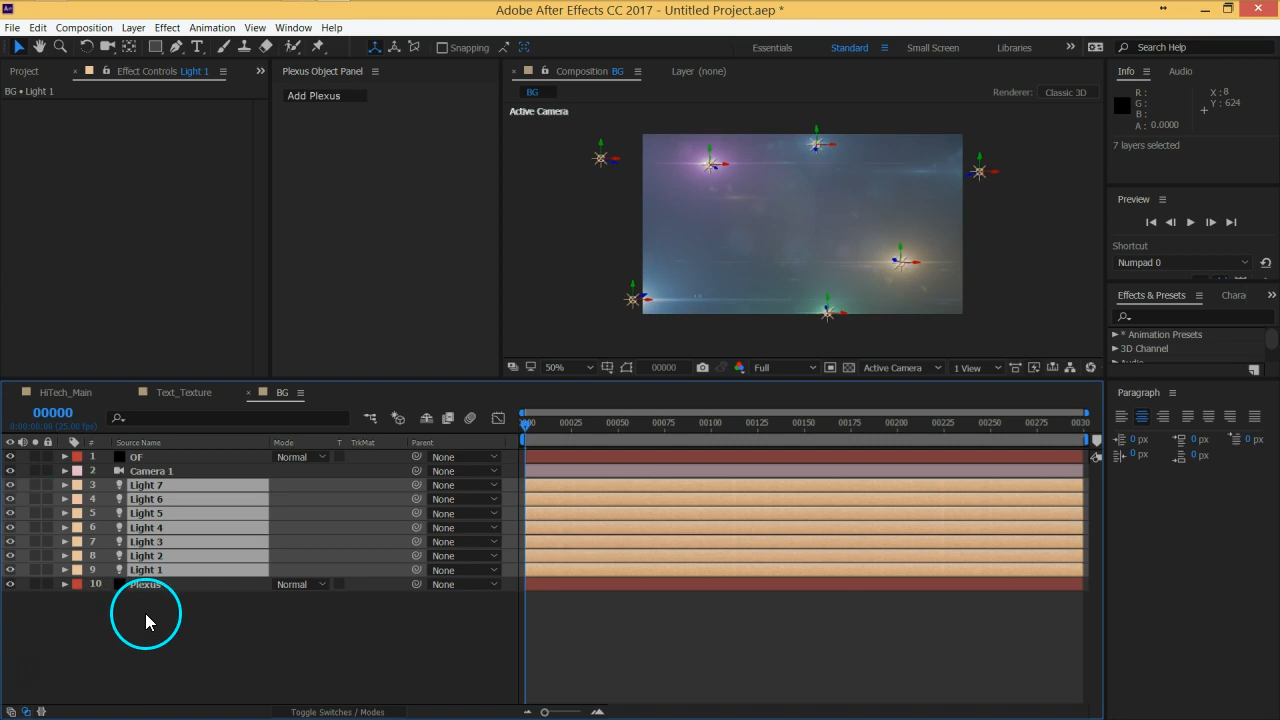 Adobe After Effects CC 2017 - Untitled Project.aep *
File Edit Composition Layer Effect Animation View Window Help
Snapping
Essentials Standard Small Screen Libraries Search Help
Project Effect Controls Light 1
BG • Light 1
Plexus Object Panel
Add Plexus
Composition BG Layer (none)
BG
Renderer: Classic 3D
Active Camera
Info Audio
R :
G :
B :
A : 0.0000
X : 8
Y : 624
7 layers selected
Preview
Shortcut
Numpad 0
Effects & Presets Chara
* Animation Presets
3D Channel
50% 00000 Full Active Camera 1 View
HiTech_Main Text_Texture BG
00000
0:00:00:00 (25.00 fps)
00025 00050 00075 00100 00125 00150 00175 00200 00225 00250 00275 0030
# Source Name Mode T TrkMat Parent
1 OF Normal None
2 Camera 1 None
3 Light 7 None
4 Light 6 None
5 Light 5 None
6 Light 4 None
7 Light 3 None
8 Light 2 None
9 Light 1 None
10 Plexus Normal None
Paragraph
0 px 0 px 0 px
0 px 0 px
Toggle Switches / Modes